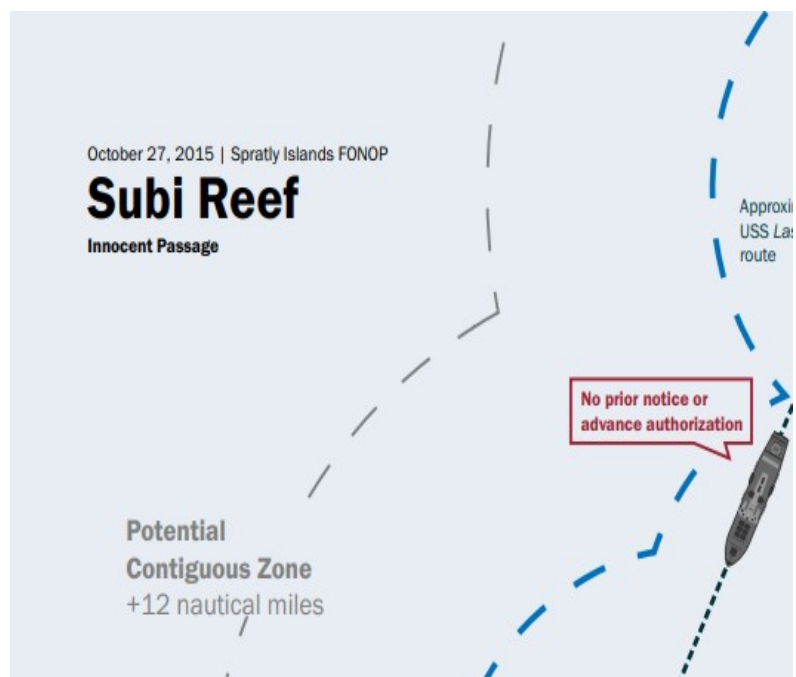 October 27, 2015 | Spratly Islands FONOP
Subi Reef
Innocent Passage
USS
route
No prior notice or
advance authorization
Potential
Contiguous Zone
+12 nautical miles